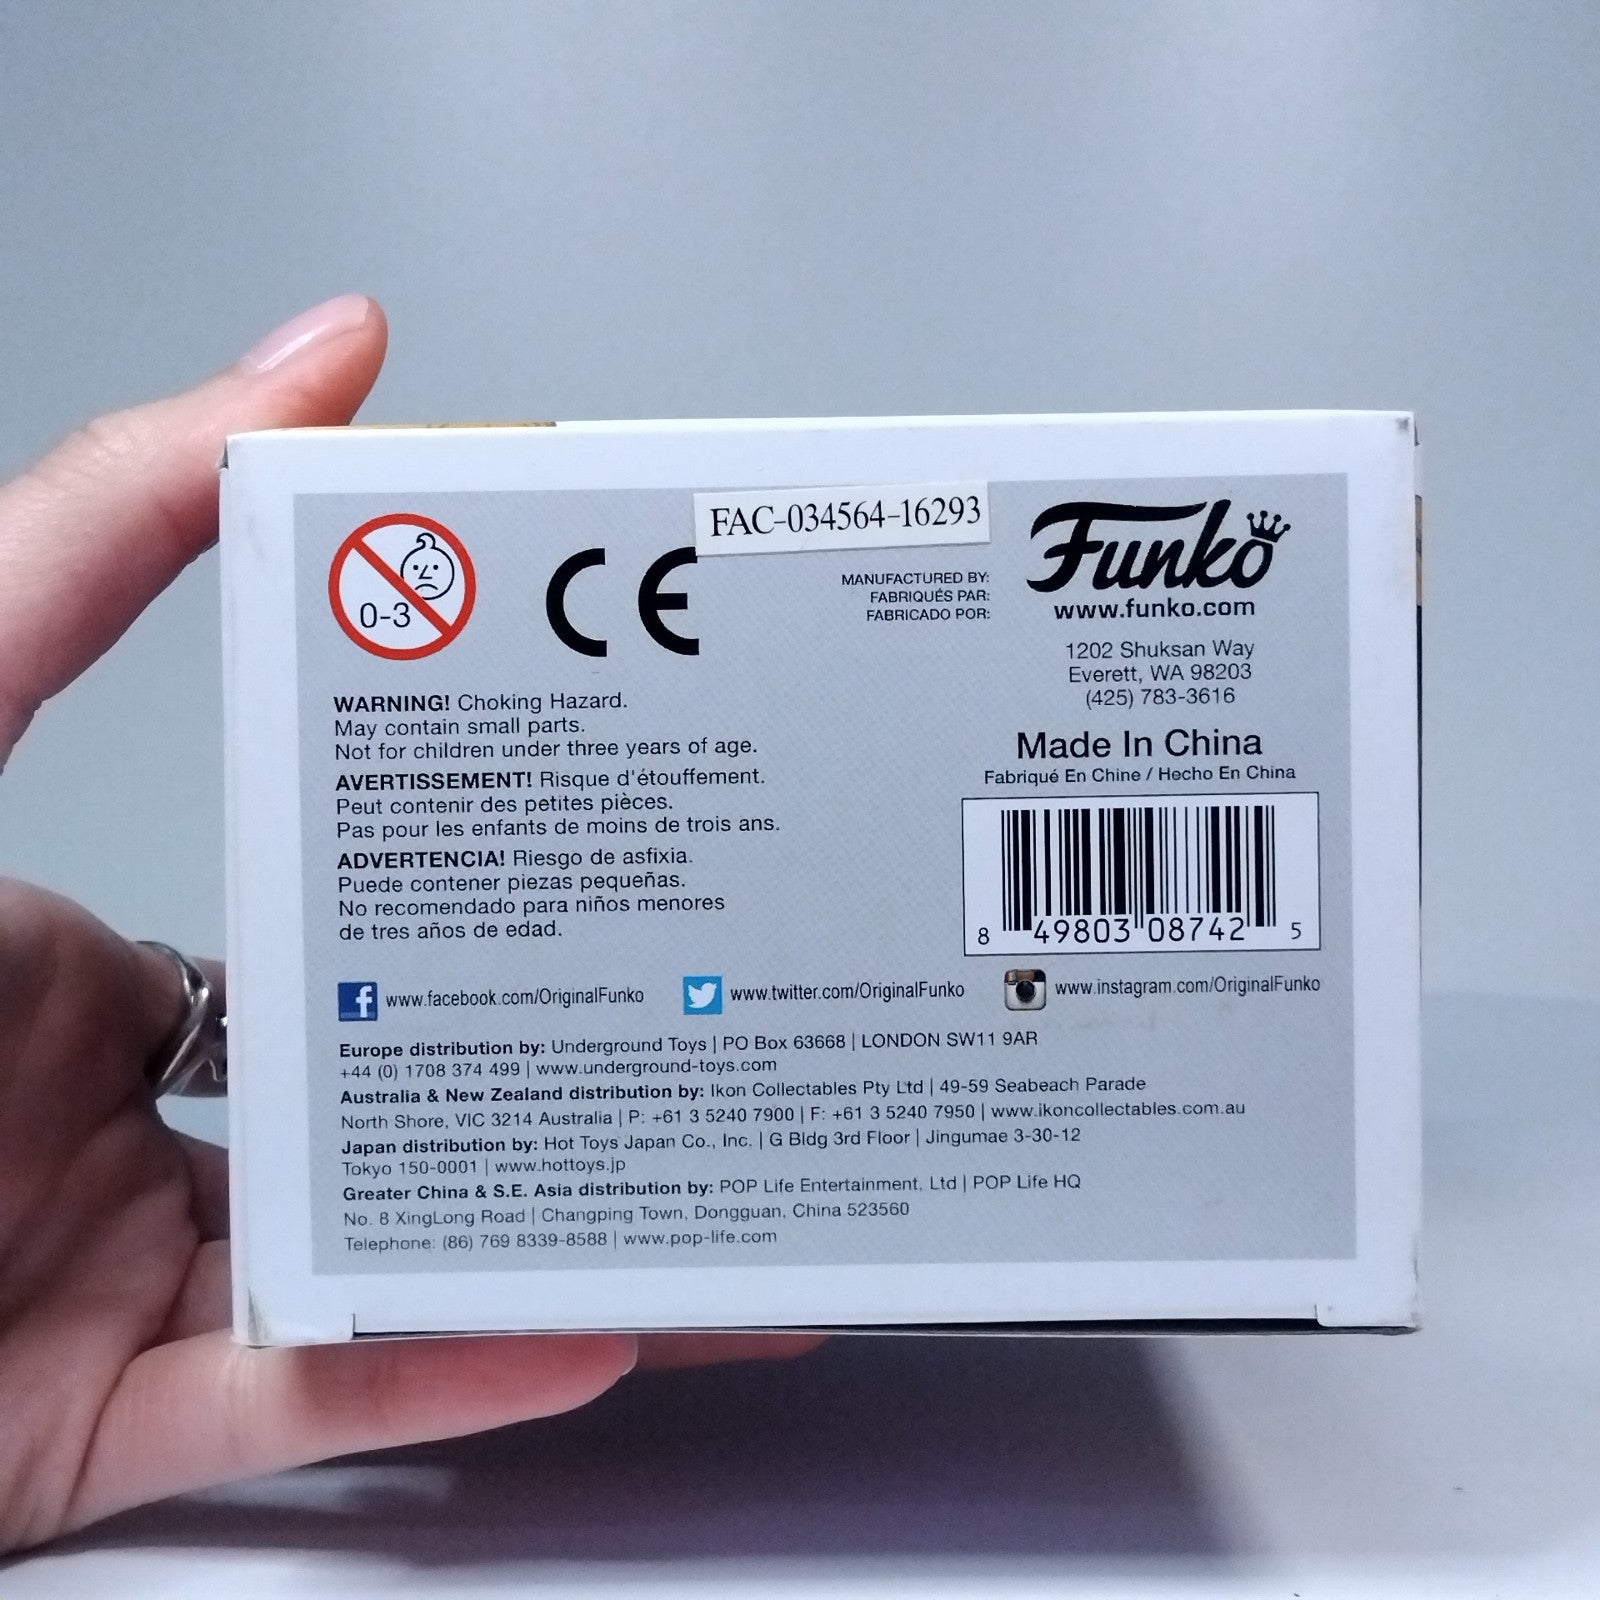 FAC-034564-16293
0-3
CE
MANUFACTURED BY:
FABRIQUÉS PAR:
FABRICADO POR:
Funko
www.funko.com
1202 Shuksan Way
Everett, WA 98203
(425) 783-3616
Made In China
Fabriqué En Chine / Hecho En China
8 49803 08742 5
WARNING! Choking Hazard.
May contain small parts.
Not for children under three years of age.
AVERTISSEMENT! Risque d'étouffement.
Peut contenir des petites pièces.
Pas pour les enfants de moins de trois ans.
ADVERTENCIA! Riesgo de asfixia.
Puede contener piezas pequeñas.
No recomendado para niños menores
de tres años de edad.
www.facebook.com/OriginalFunko www.twitter.com/OriginalFunko www.instagram.com/OriginalFunko
Europe distribution by: Underground Toys | PO Box 63668 | LONDON SW11 9AR
+44 (0) 1708 374 499 | www.underground-toys.com
Australia & New Zealand distribution by: Ikon Collectables Pty Ltd | 49-59 Seabeach Parade
North Shore, VIC 3214 Australia | P: +61 3 5240 7900 | F: +61 3 5240 7950 | www.ikoncollectables.com.au
Japan distribution by: Hot Toys Japan Co., Inc. | G Bldg 3rd Floor | Jingumae 3-30-12
Tokyo 150-0001 | www.hottoys.jp
Greater China & S.E. Asia distribution by: POP Life Entertainment, Ltd | POP Life HQ
No. 8 XingLong Road | Changping Town, Dongguan, China 523560
Telephone: (86) 769 8339-8588 | www.pop-life.com